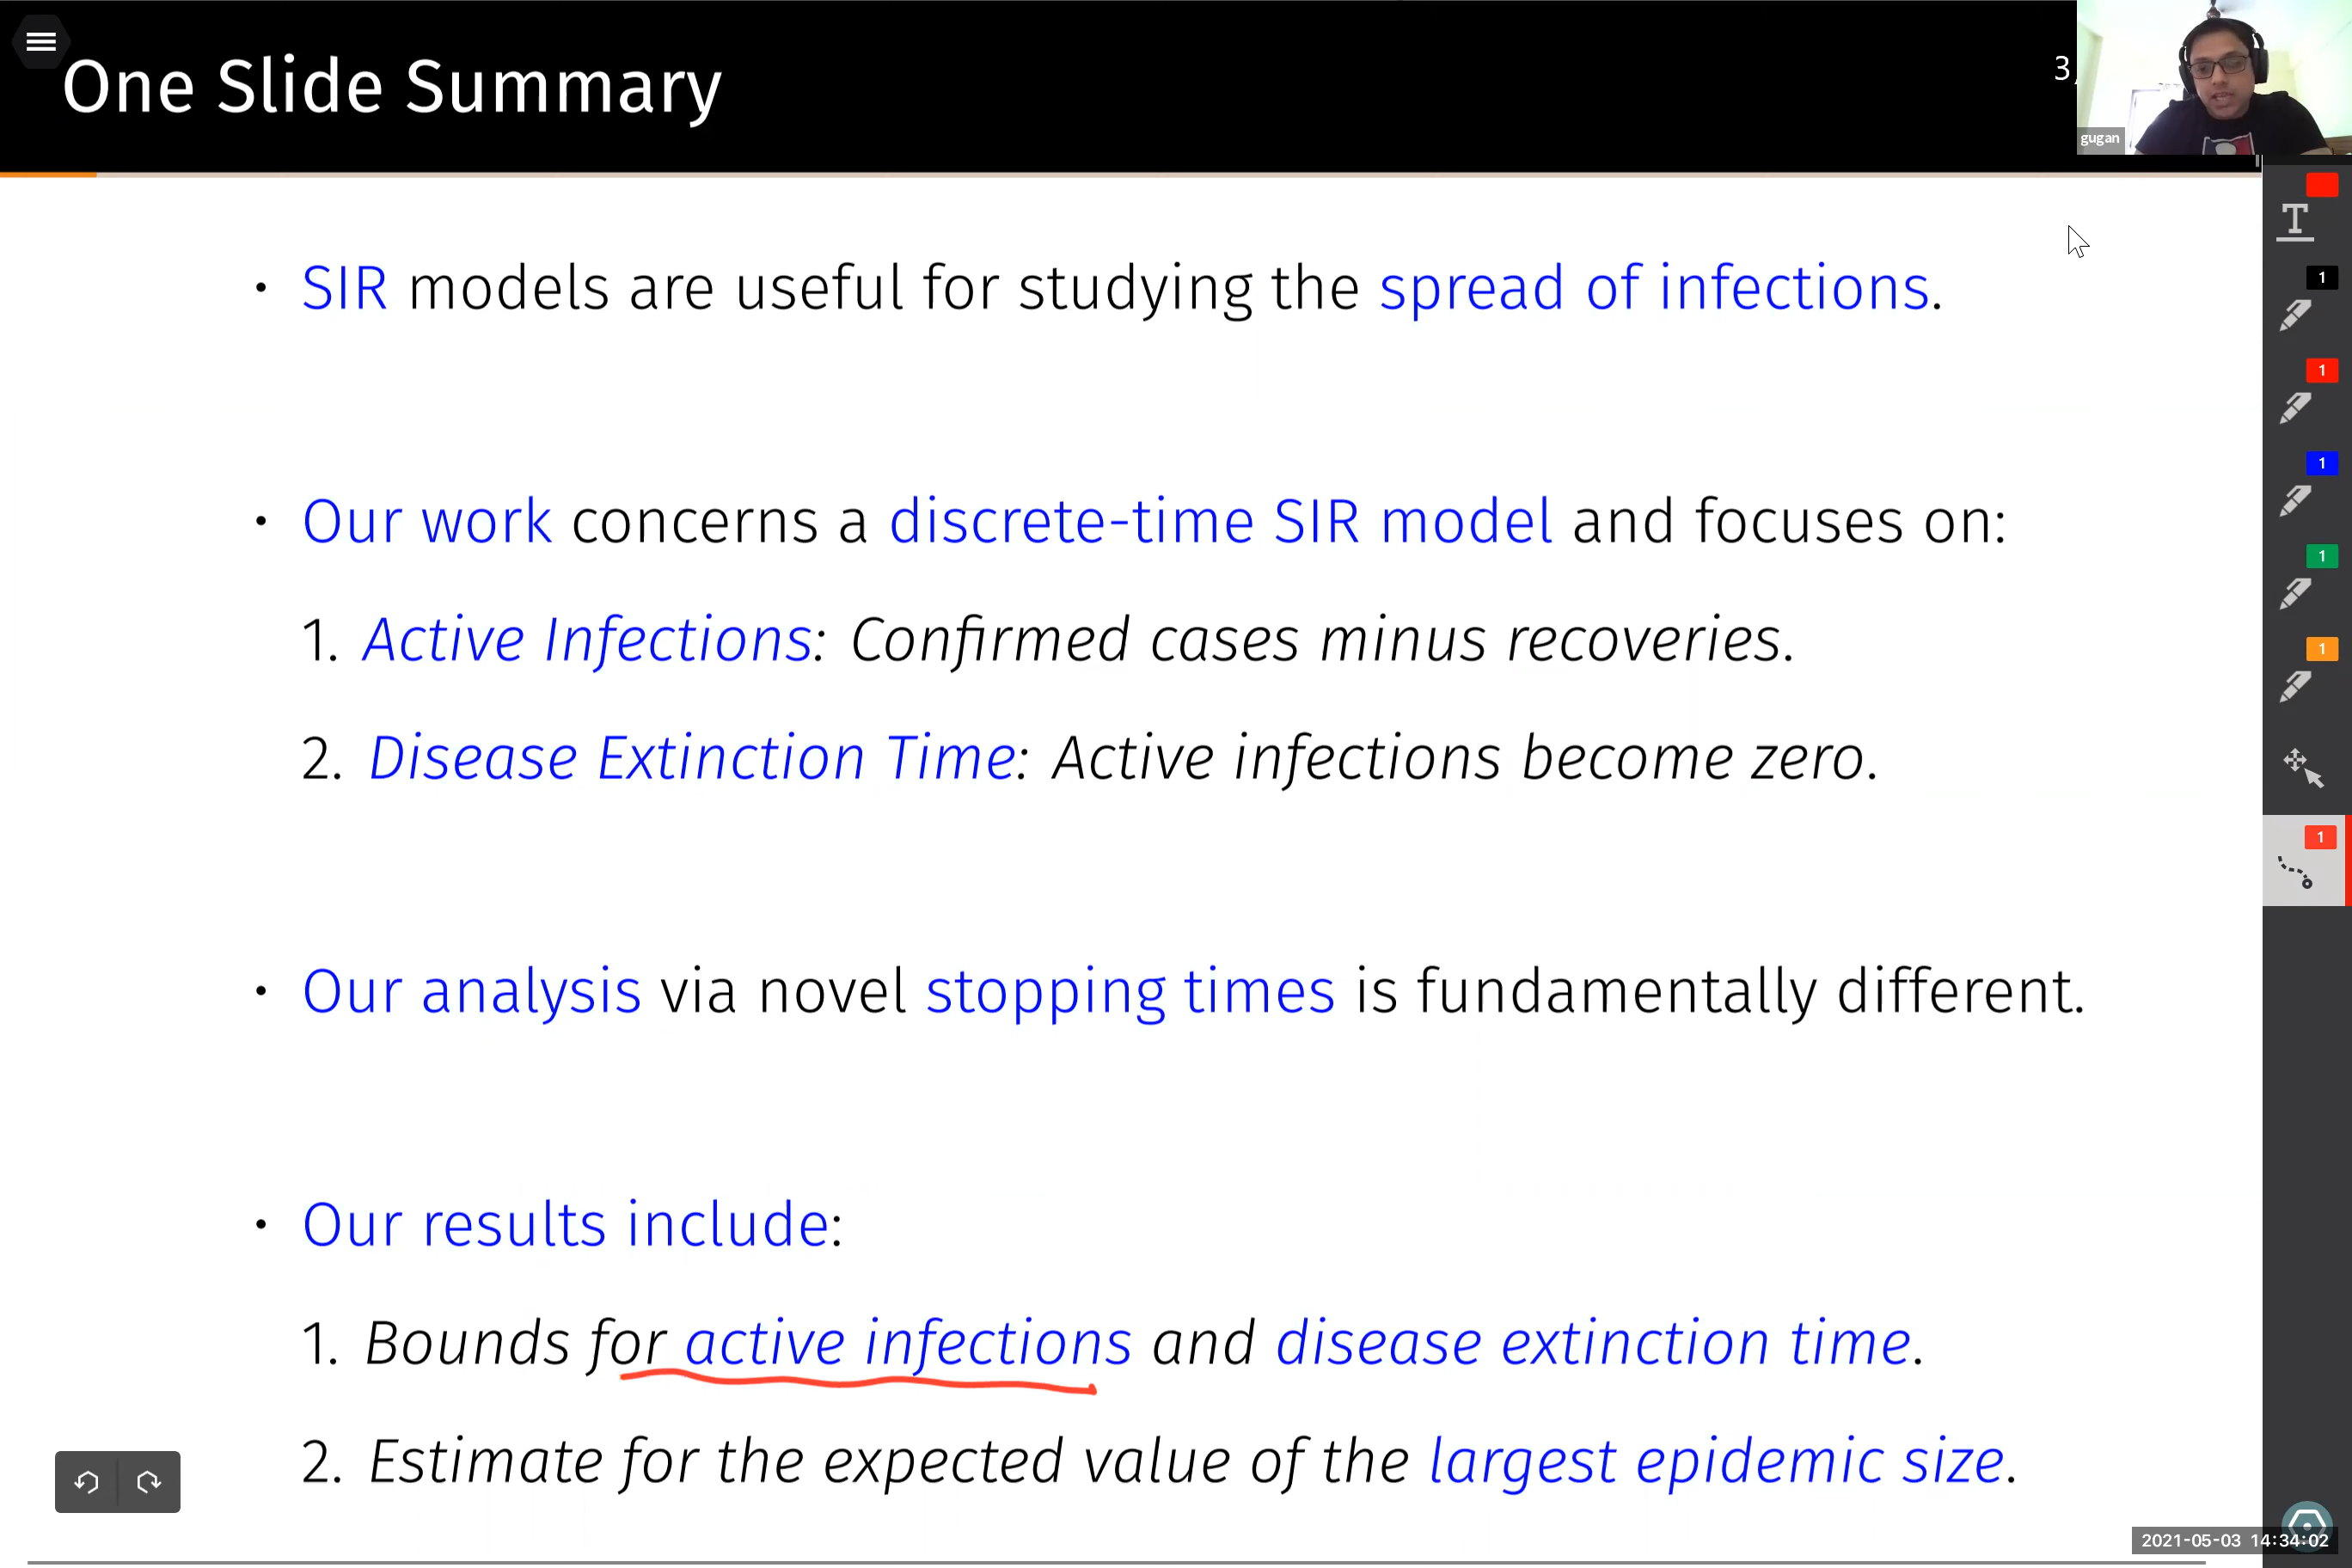 One Slide Summary
3
gugan
• SIR models are useful for studying the spread of infections.
• Our work concerns a discrete-time SIR model and focuses on:
1. Active Infections: Confirmed cases minus recoveries.
2. Disease Extinction Time: Active infections become zero.
• Our analysis via novel stopping times is fundamentally different.
• Our results include:
1. Bounds for active infections and disease extinction time.
2. Estimate for the expected value of the largest epidemic size.
T
1
1
1
1
1
1
2021-05-03 14:34:02